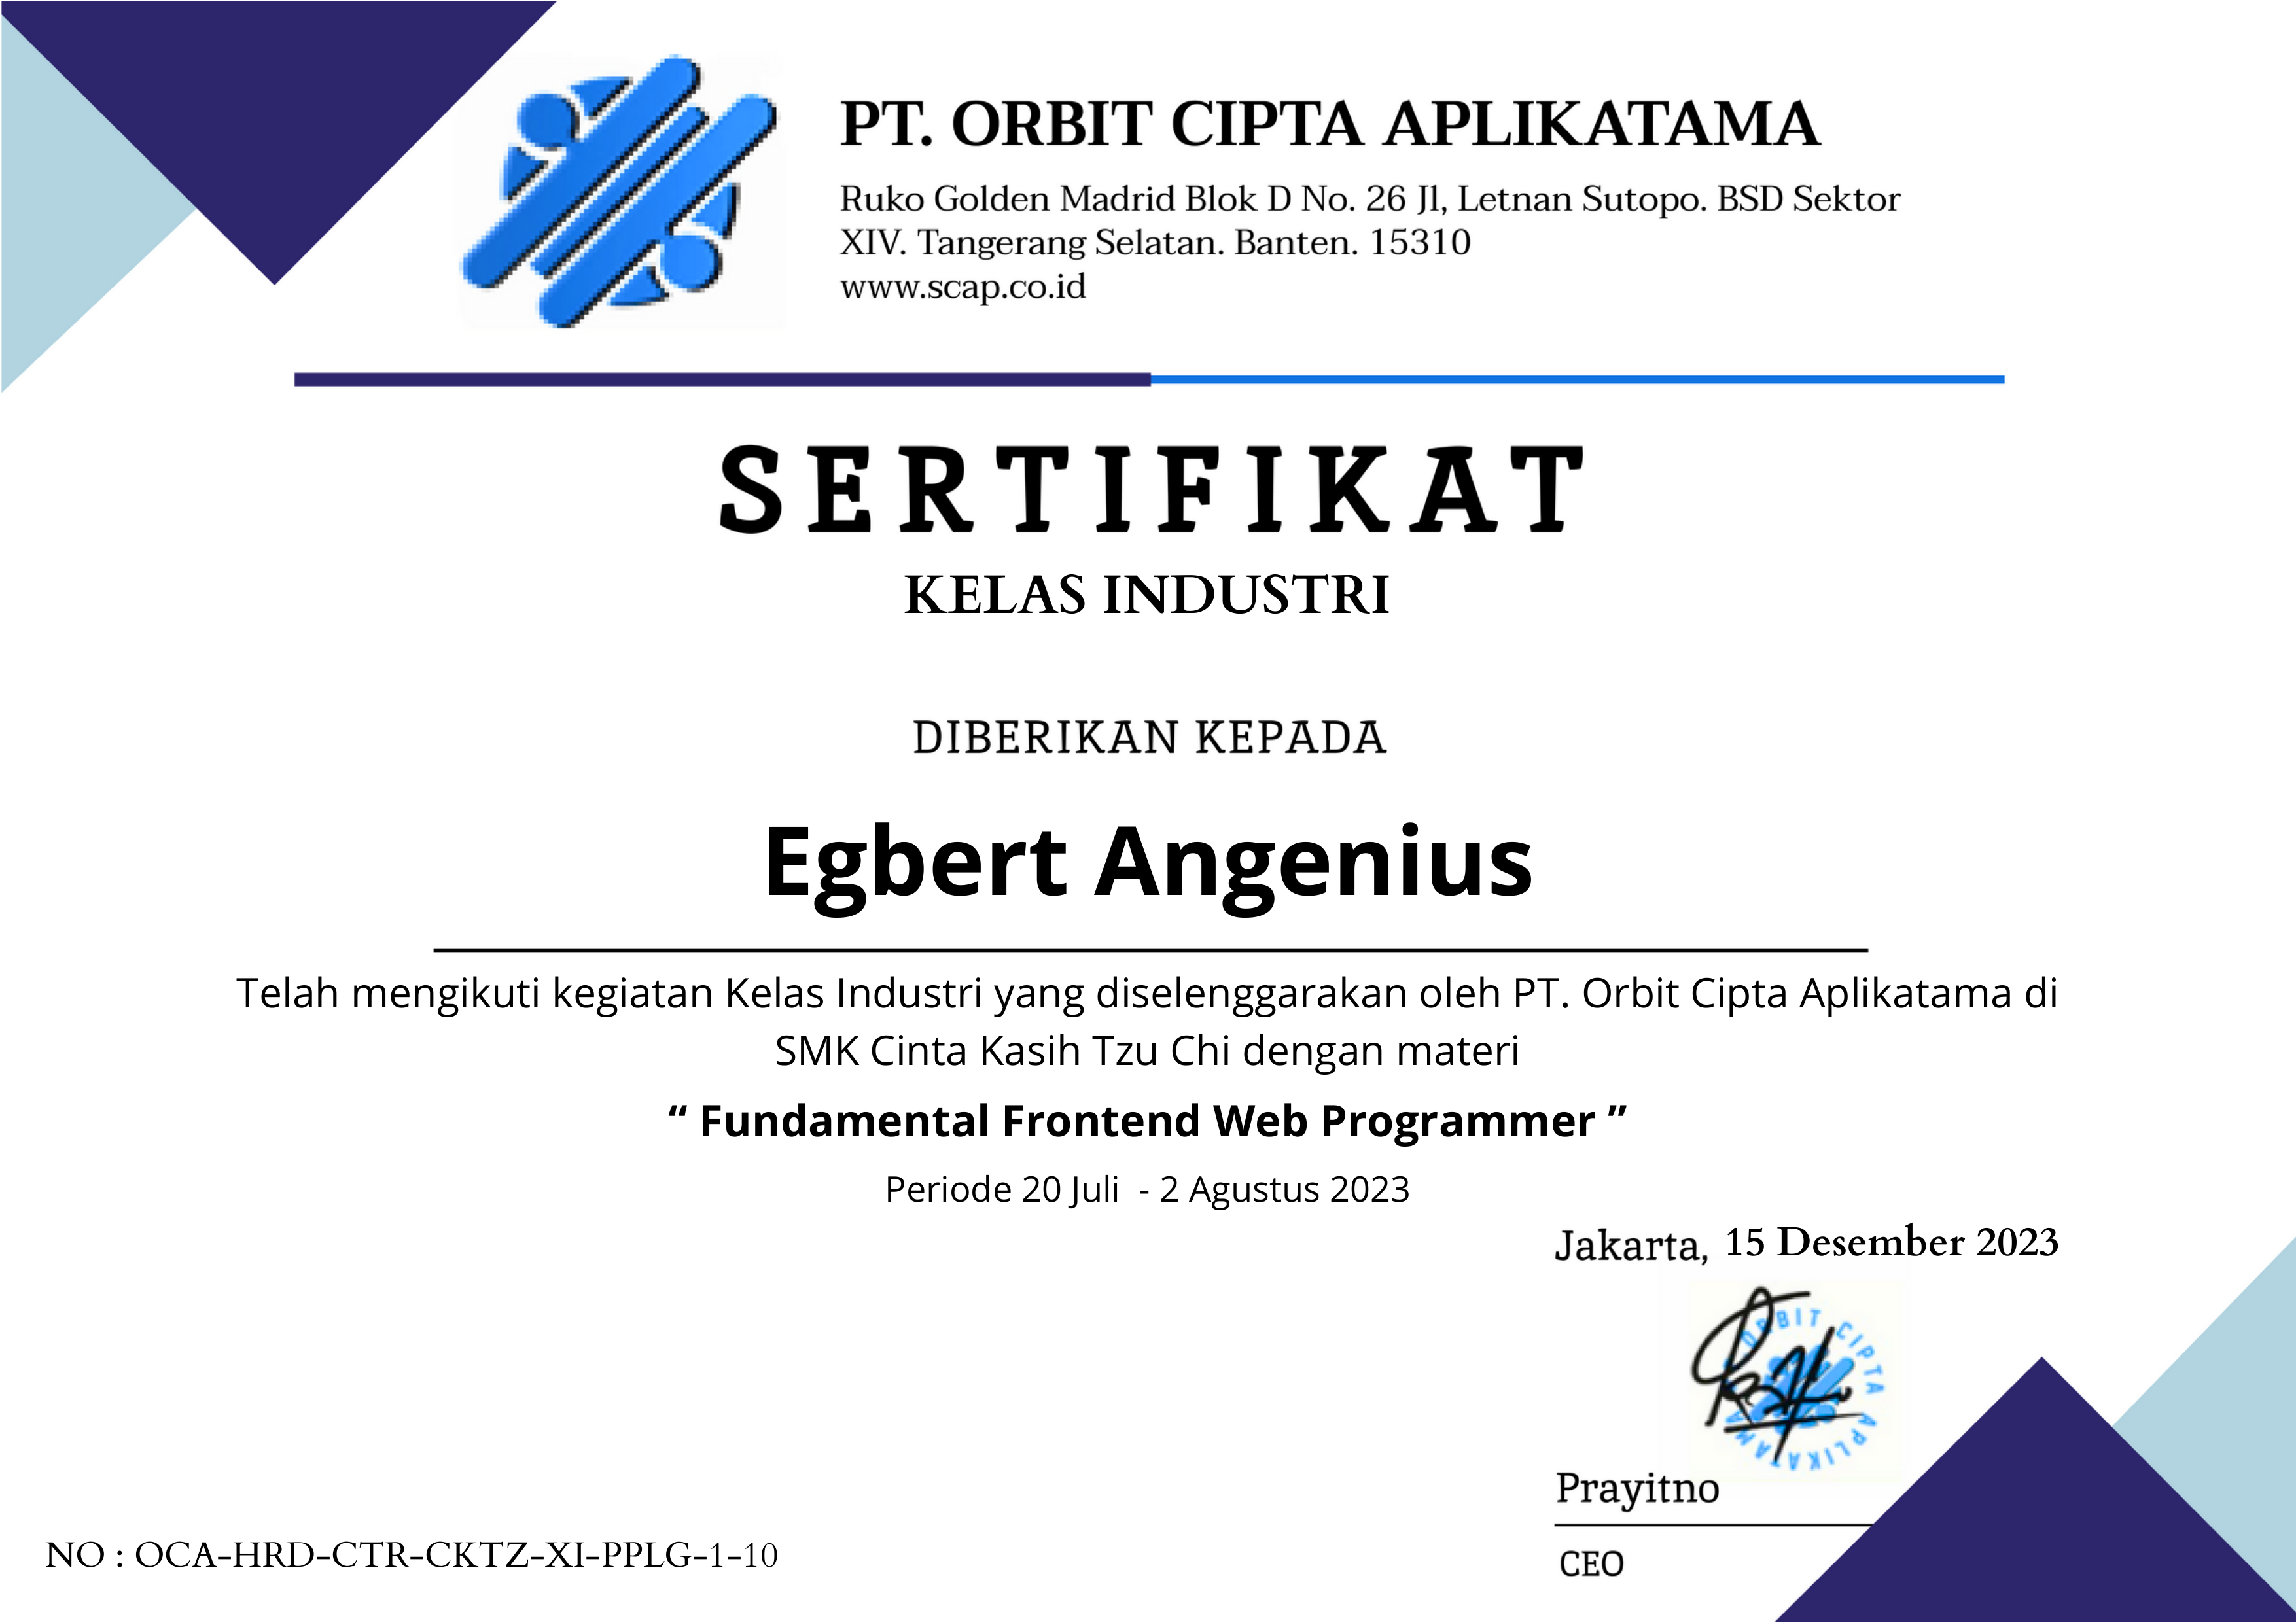 PT. ORBIT CIPTA APLIKATAMA
Ruko Golden Madrid Blok D No. 26 Jl, Letnan Sutopo. BSD Sektor
XIV. Tangerang Selatan. Banten. 15310
www.scap.co.id
SERTIFIKAT
KELAS INDUSTRI
DIBERIKAN KEPADA
Egbert Angenius
Telah mengikuti kegiatan Kelas Industri yang diselenggarakan oleh PT. Orbit Cipta Aplikatama di
SMK Cinta Kasih Tzu Chi dengan materi
“ Fundamental Frontend Web Programmer ”
Periode 20 Juli - 2 Agustus 2023
Jakarta, 15 Desember 2023
ORBIT CIPTA APLIKATAMA
Prayitno
CEO
NO : OCA-HRD-CTR-CKTZ-XI-PPLG-1-10